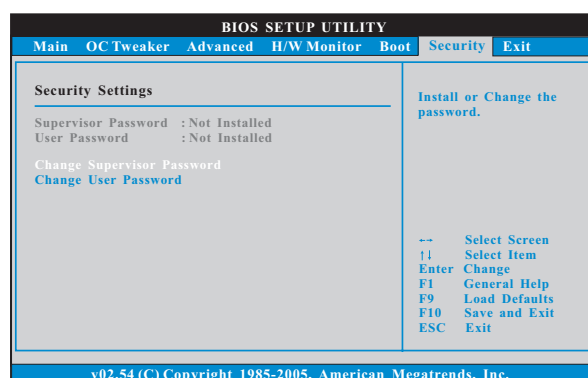 BIOS SETUP UTILITY
Main OC Tweaker Advanced H/W Monitor Boot Security Exit
Security Settings
Supervisor Password : Not Installed
User Password : Not Installed
Change Supervisor Password
Change User Password
Install or Change the
password.
←→ Select Screen
↑↓ Select Item
Enter Change
F1 General Help
F9 Load Defaults
F10 Save and Exit
ESC Exit
v02.54 (C) Copyright 1985-2005, American Megatrends, Inc.